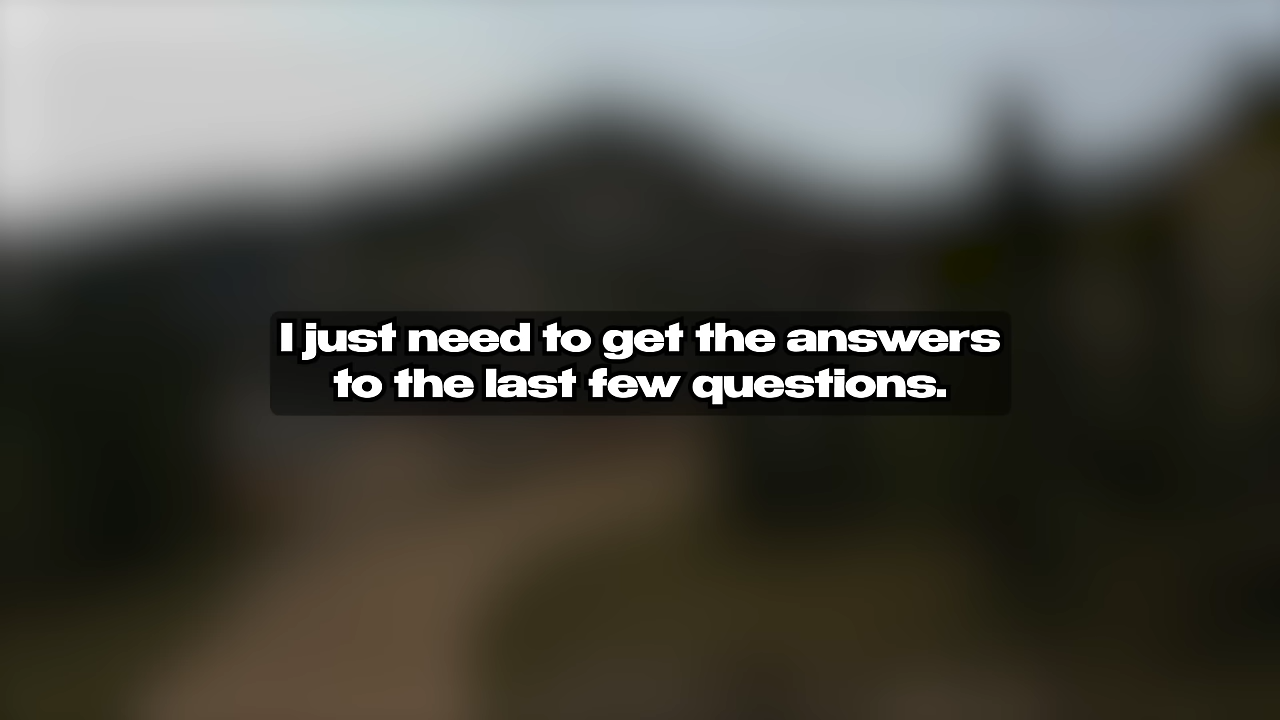 I just need to get the answers
to the last few questions.